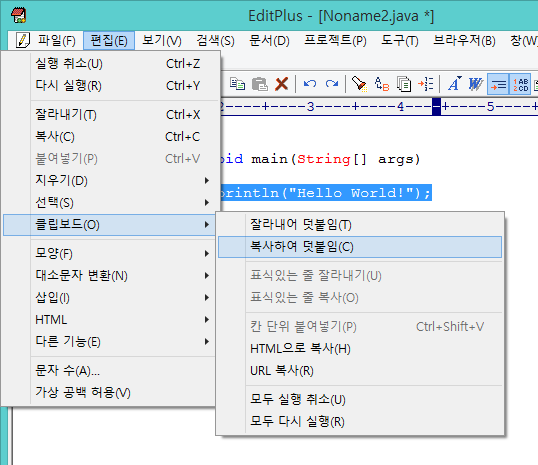 EditPlus - [Noname2.java *]
파일(F) 편집(E) 보기(V) 검색(S) 문서(D) 프로젝트(P) 도구(T) 브라우저(B) 창(W
실행 취소(U) Ctrl+Z
다시 실행(R) Ctrl+Y
잘라내기(T) Ctrl+X
복사(C) Ctrl+C
붙여넣기(P) Ctrl+V
지우기(D)
선택(S)
클립보드(O)
모양(F)
대소문자 변환(N)
삽입(I)
HTML
다른 기능(E)
문자 수(A)...
가상 공백 허용(V)
----2----+----3----+----4----+----5----
oid main(String[] args)
println("Hello World!");
잘라내어 덧붙임(T)
복사하여 덧붙임(C)
표식있는 줄 잘라내기(U)
표식있는 줄 복사(O)
칸 단위 붙여넣기(P) Ctrl+Shift+V
HTML으로 복사(H)
URL 복사(R)
모두 실행 취소(U)
모두 다시 실행(R)